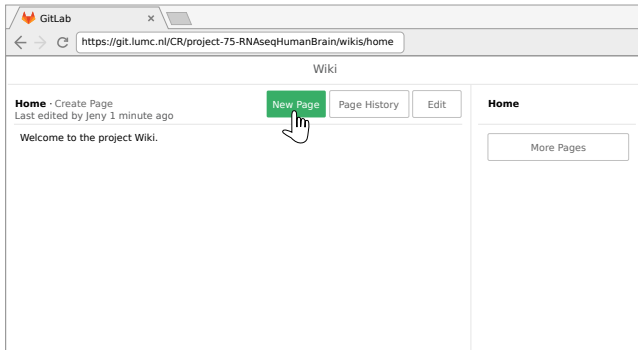 GitLab ×
https://git.lumc.nl/CR/project-75-RNAseqHumanBrain/wikis/home
Wiki
Home · Create Page
Last edited by Jeny 1 minute ago
New Page Page History Edit
Home
Welcome to the project Wiki.
More Pages